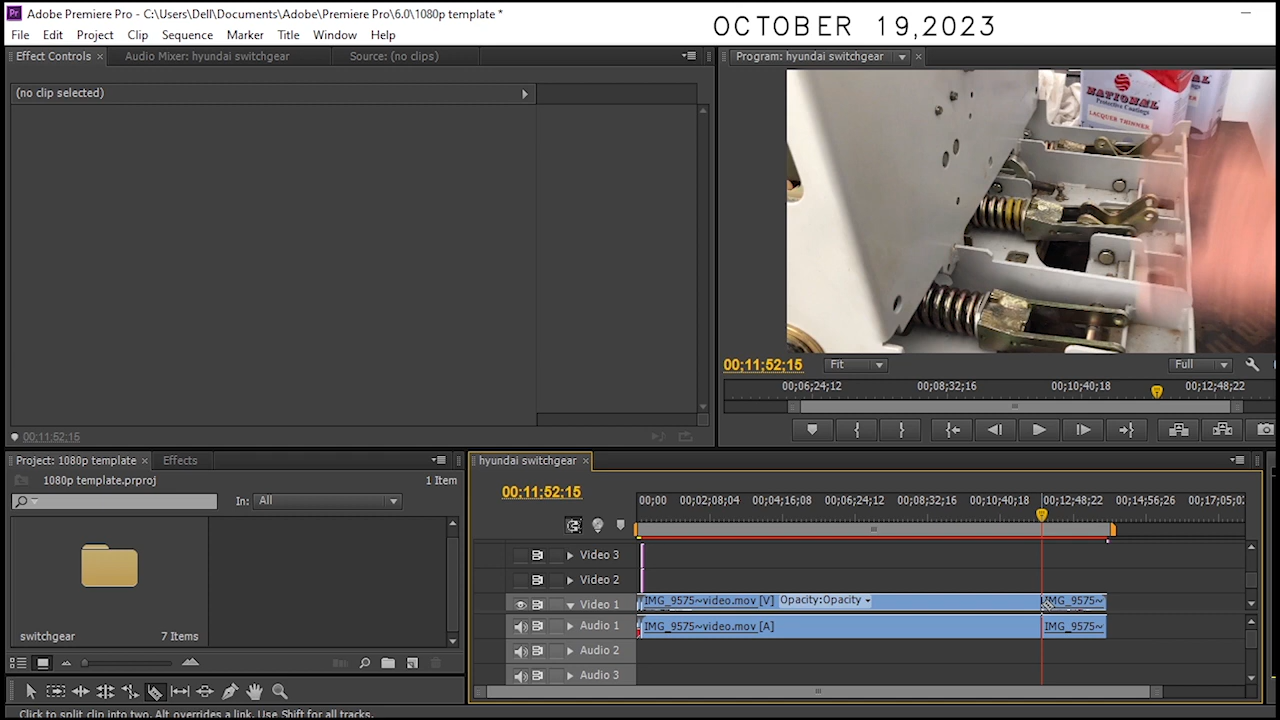 Adobe Premiere Pro - C:\Users\Dell\Documents\Adobe\Premiere Pro\6.0\1080p template *
OCTOBER 19,2023
File Edit Project Clip Sequence Marker Title Window Help
Effect Controls × Audio Mixer: hyundai switchgear Source: (no clips)
(no clip selected)
00;11;52;15
Program: hyundai switchgear ×
NATIONAL
Protective Coatings
LACQUER THINNER
00;11;52;15 Fit Full
00;06;24;12 00;08;32;16 00;10;40;18 00;12;48;22
Project: 1080p template × Effects
1080p template.prproj 1 Item
In: All
switchgear 7 Items
hyundai switchgear ×
00;11;52;15
00;00 00;02;08;04 00;04;16;08 00;06;24;12 00;08;32;16 00;10;40;18 00;12;48;22 00;14;56;26 00;17;05;02
Video 3
Video 2
Video 1 IMG_9575~video.mov [V] Opacity:Opacity IMG_9575~
Audio 1 IMG_9575~video.mov [A] IMG_9575~
Audio 2
Audio 3
Click to split clip into two. Alt overrides a link. Use Shift for all tracks.